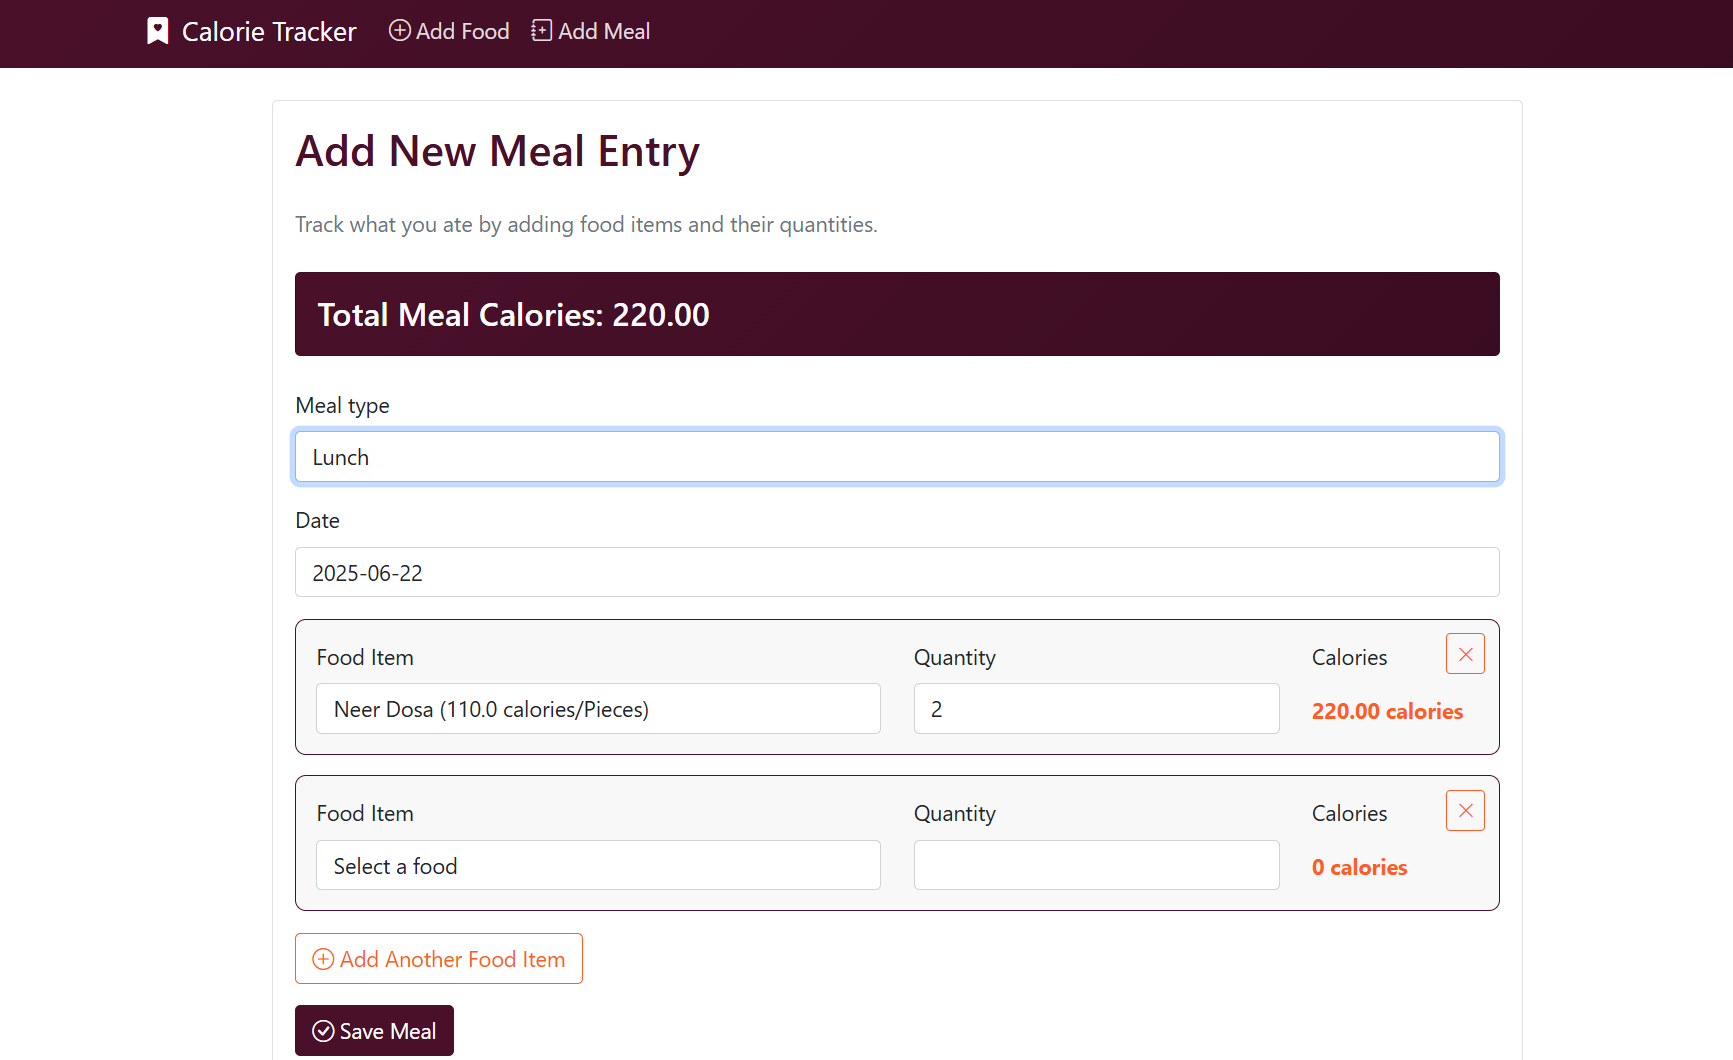 Calorie Tracker Add Food Add Meal
Add New Meal Entry
Track what you ate by adding food items and their quantities.
Total Meal Calories: 220.00
Meal type
Lunch
Date
2025-06-22
Food Item Quantity Calories
Neer Dosa (110.0 calories/Pieces) 2 220.00 calories
Food Item Quantity Calories
Select a food 0 calories
Add Another Food Item
Save Meal